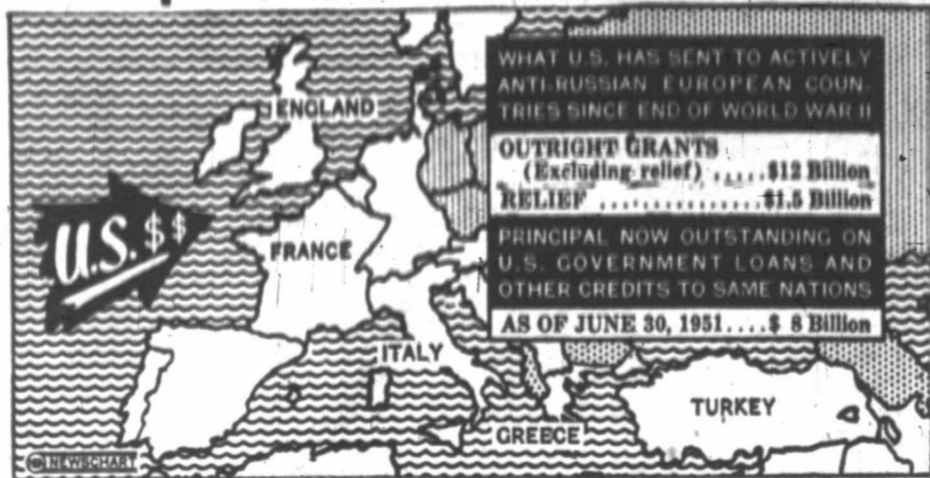 WHAT U.S. HAS SENT TO ACTIVELY
ANTI-RUSSIAN EUROPEAN COUN-
TRIES SINCE END OF WORLD WAR II
OUTRIGHT GRANTS
(Excluding relief) .....$12 Billion
RELIEF ................$1.5 Billion
PRINCIPAL NOW OUTSTANDING ON
U.S. GOVERNMENT LOANS AND
OTHER CREDITS TO SAME NATIONS
AS OF JUNE 30, 1951....$ 8 Billion
ENGLAND
U.S. $$
FRANCE
ITALY
GREECE
TURKEY
NEWSCHART